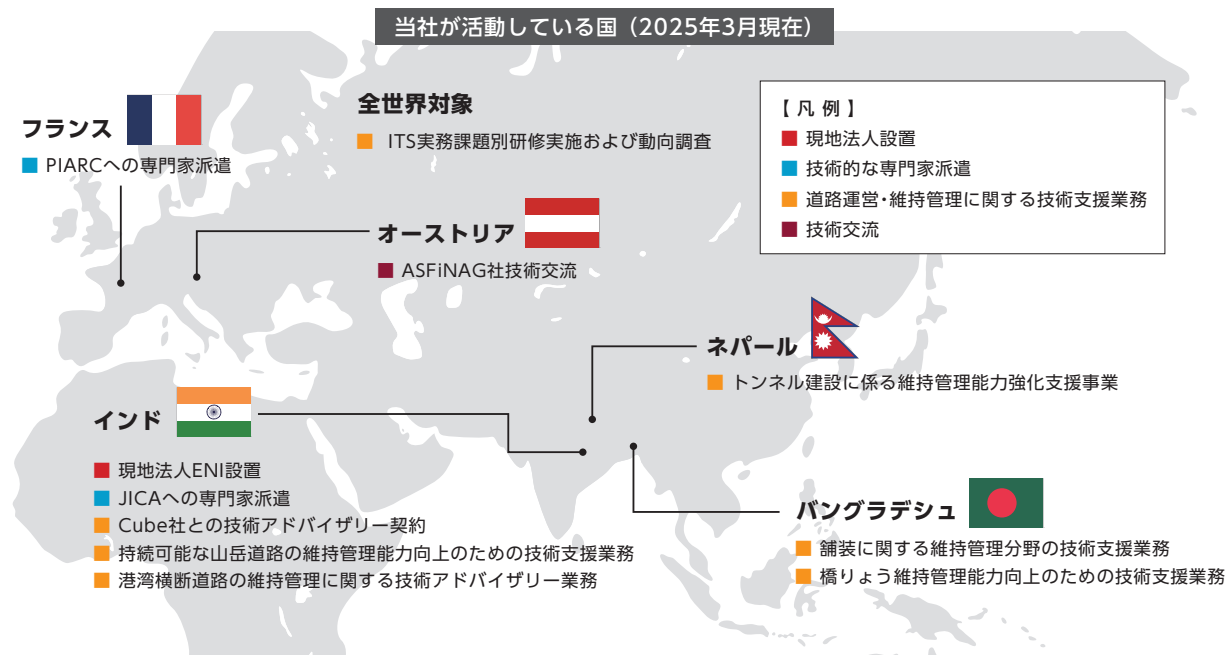 当社が活動している国（2025年3月現在）
フランス
PIARCへの専門家派遣
全世界対象
ITS実務課題別研修実施および動向調査
【凡例】
現地法人設置
技術的な専門家派遣
道路運営・維持管理に関する技術支援業務
技術交流
オーストリア
ASFiNAG社技術交流
ネパール
トンネル建設に係る維持管理能力強化支援事業
インド
現地法人ENI設置
JICAへの専門家派遣
Cube社との技術アドバイザリー契約
持続可能な山岳道路の維持管理能力向上のための技術支援業務
港湾横断道路の維持管理に関する技術アドバイザリー業務
バングラデシュ
舗装に関する維持管理分野の技術支援業務
橋りょう維持管理能力向上のための技術支援業務